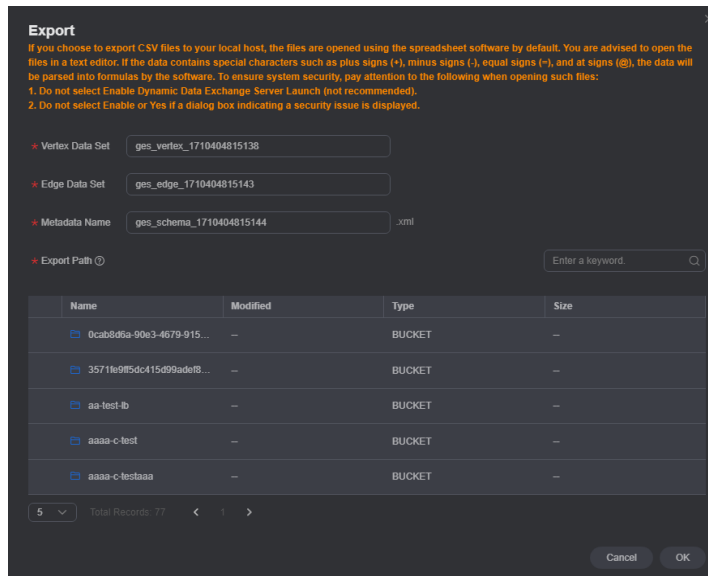 Export
If you choose to export CSV files to your local host, the files are opened using the spreadsheet software by default. You are advised to open the
files in a text editor. If the data contains special characters such as plus signs (+), minus signs (-), equal signs (=), and at signs (@), the data will
be parsed into formulas by the software. To ensure system security, pay attention to the following when opening such files:
1. Do not select Enable Dynamic Data Exchange Server Launch (not recommended).
2. Do not select Enable or Yes if a dialog box indicating a security issue is displayed.
* Vertex Data Set ges_vertex_1710404815138
* Edge Data Set ges_edge_1710404815143
* Metadata Name ges_schema_1710404815144 .xml
* Export Path ? Enter a keyword.
Name Modified Type Size
0cab8d6a-90e3-4679-915... -- BUCKET --
3571fe9ff5dc415d99adef8... -- BUCKET --
aa-test-lb -- BUCKET --
aaaa-c-test -- BUCKET --
aaaa-c-testaaa -- BUCKET --
5 Total Records: 77 < 1 >
Cancel OK